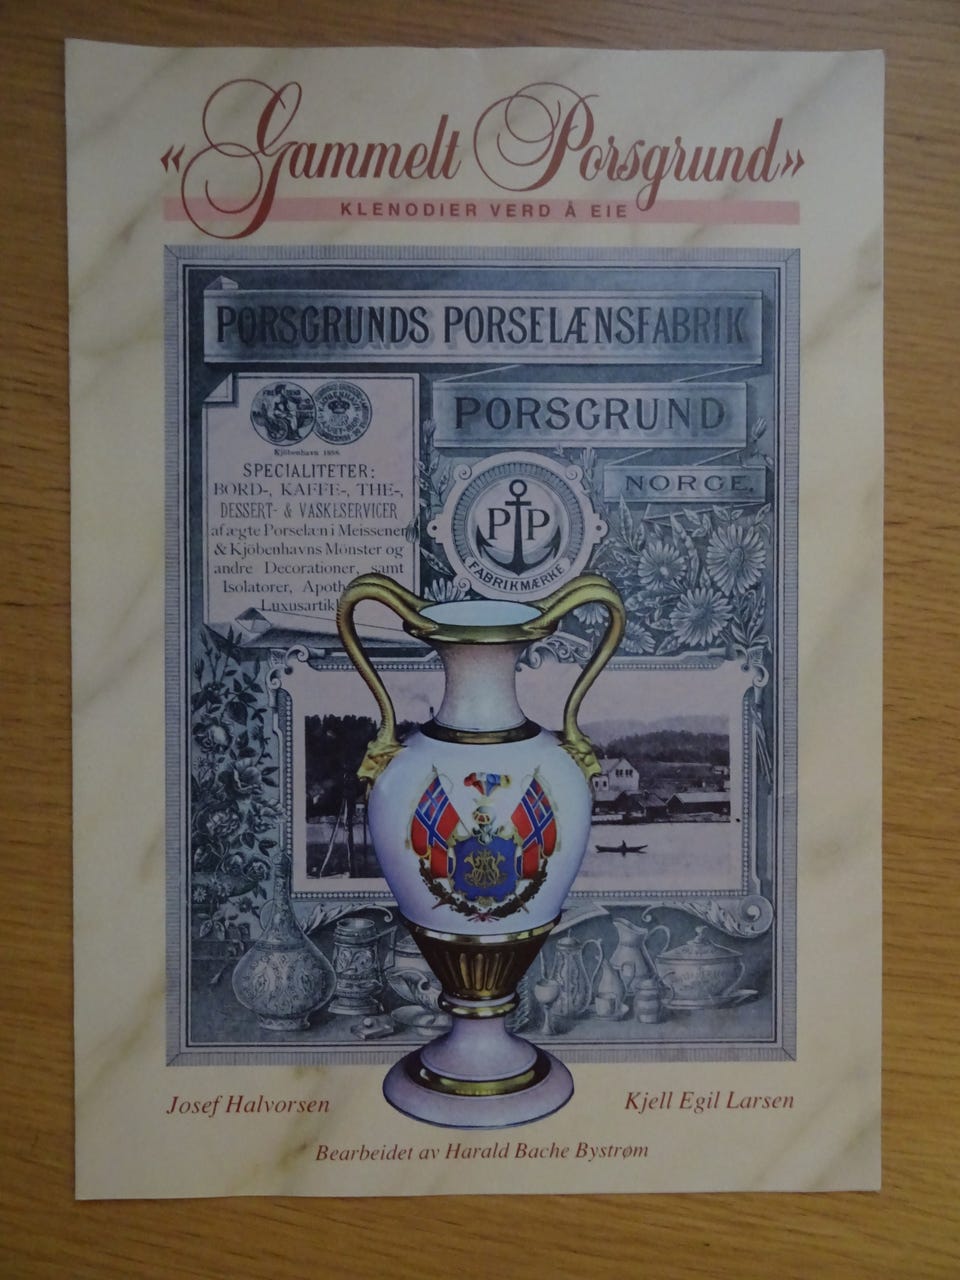 «Gammelt Porsgrund»
KLENODIER VERD Å EIE
PORSGRUNDS PORSELÆNSFABRIK
PORSGRUND
NORGE.
Kjöbenhavn 1888.
SPECIALITETER:
BORD-, KAFFE-, THE-,
DESSERT- & VASKESERVICER
af ægte Porselæn i Meissener
& Kjöbenhavns Mönster og
andre Decorationer, samt
Isolatorer, Apoth
Luxusartikl
P P
FABRIKMÆRKE
Josef Halvorsen
Kjell Egil Larsen
Bearbeidet av Harald Bache Bystrøm